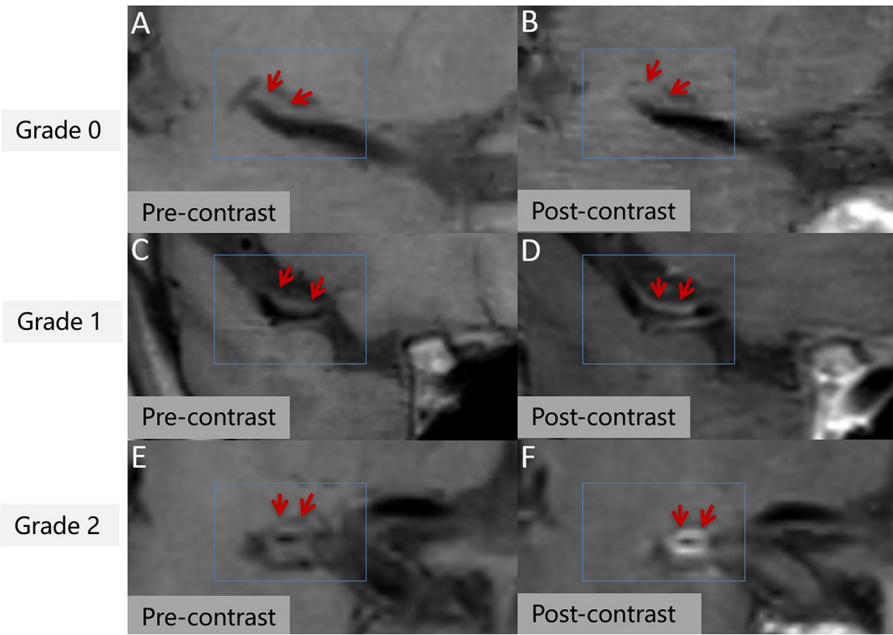 A
B
Grade 0
Pre-contrast
Post-contrast
C
D
Grade 1
Pre-contrast
Post-contrast
E
F
Grade 2
Pre-contrast
Post-contrast